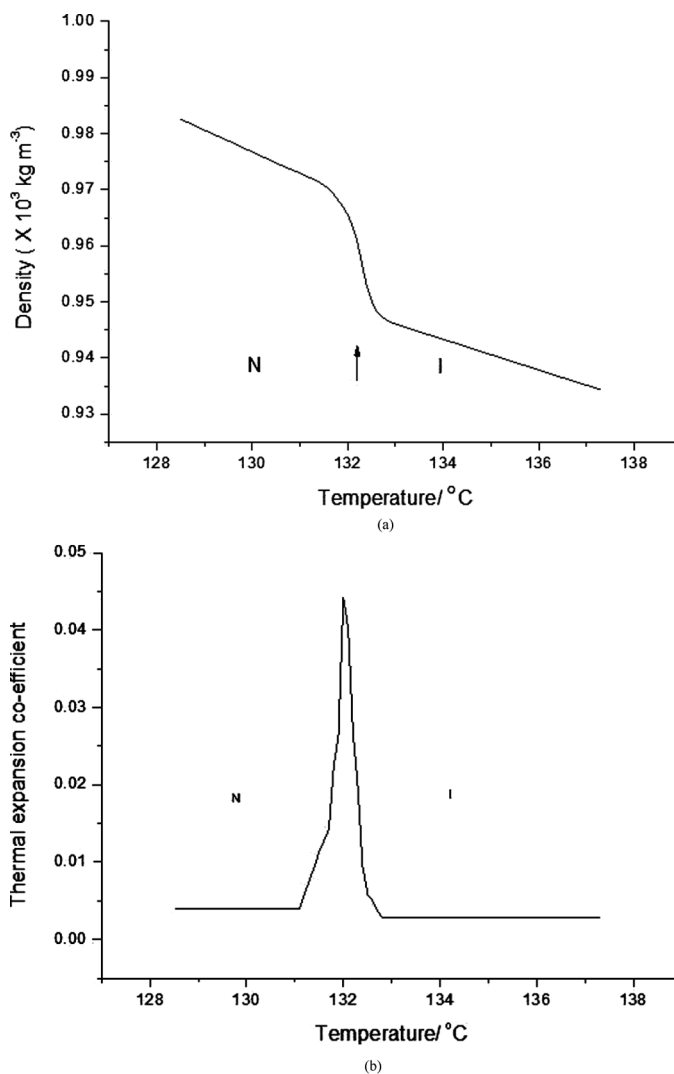 1.00
0.99
0.98
0.97
0.96
0.95
0.94
0.93
Density ( X 10³ kg m⁻³)
N I
128 130 132 134 136 138
Temperature/ °C
(a)
0.05
0.04
0.03
0.02
0.01
0.00
Thermal expansion co-efficient
N I
128 130 132 134 136 138
Temperature/ °C
(b)